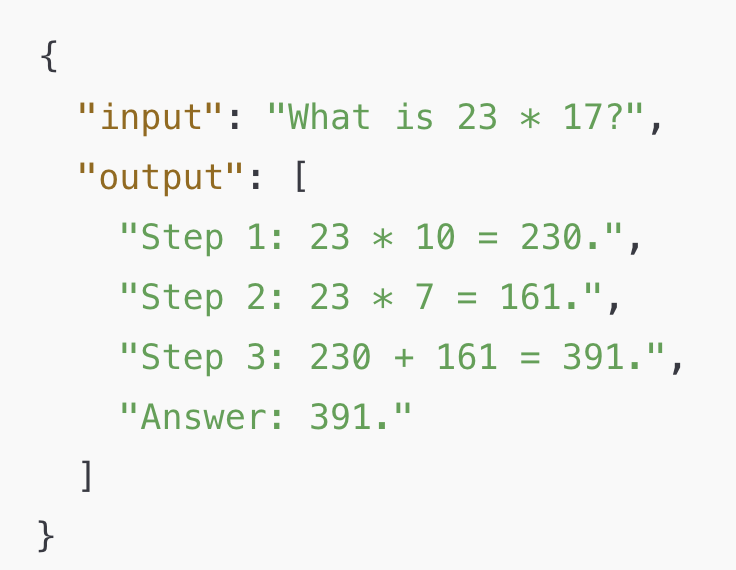 {
  "input": "What is 23 * 17?",
  "output": [
    "Step 1: 23 * 10 = 230.",
    "Step 2: 23 * 7 = 161.",
    "Step 3: 230 + 161 = 391.",
    "Answer: 391."
  ]
}